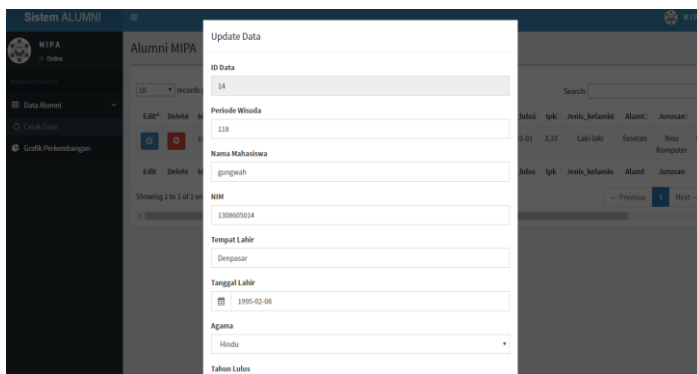 Sistem ALUMNI
MIPA
MIPA
Online
Data Alumni
Cetak Data
Grafik Perkembangan
Alumni MIPA
10 records
Search:
Edit Delete
lulus Ipk Jenis_kelamin Alamt Jurusan
01-01 3,33 Laki-laki Sesetan Ilmu Komputer
Edit Delete
lulus Ipk Jenis_kelamin Alamt Jurusan
Showing 1 to 1 of 1 en
← Previous 1 Next
Update Data
ID Data
14
Periode Wisuda
118
Nama Mahasiswa
gungwah
NIM
1308605014
Tempat Lahir
Denpasar
Tanggal Lahir
1995-02-08
Agama
Hindu
Tahun Lulus